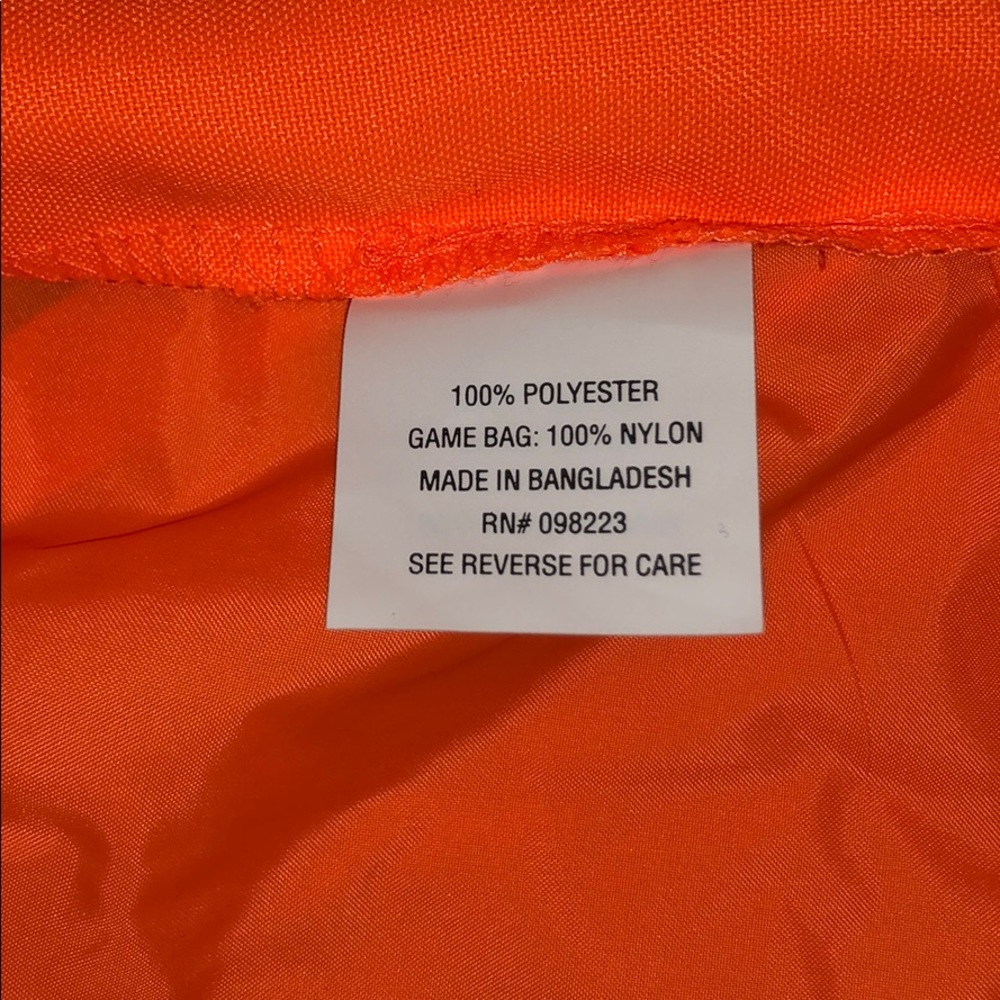 100% POLYESTER
GAME BAG: 100% NYLON
MADE IN BANGLADESH
RN# 098223
SEE REVERSE FOR CARE